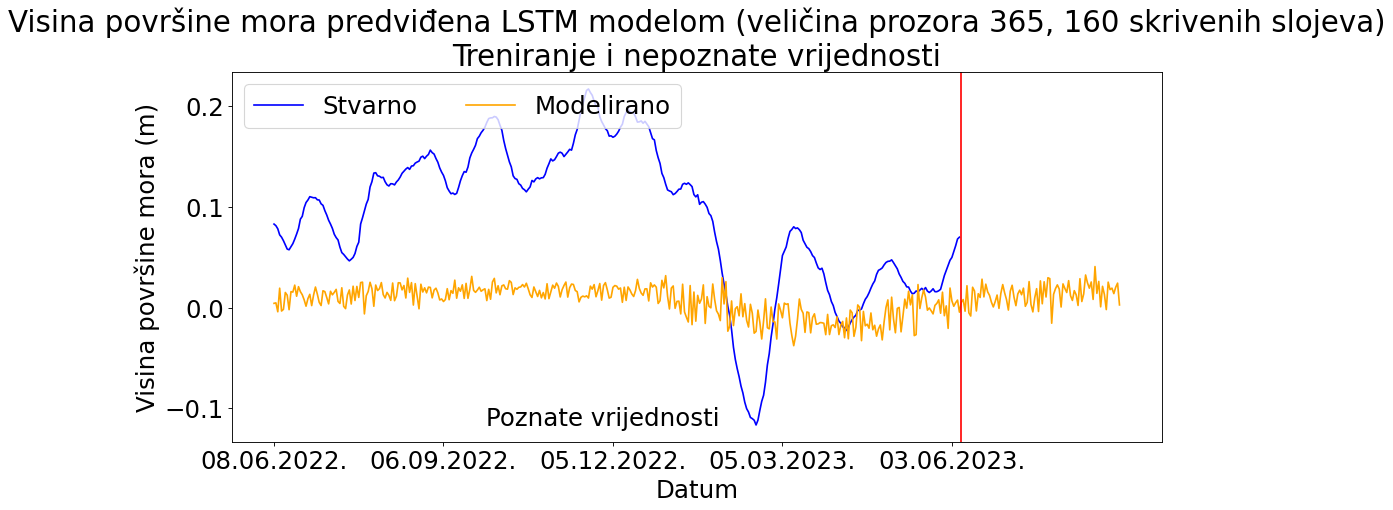 Visina površine mora predviđena LSTM modelom (veličina prozora 365, 160 skrivenih slojeva)
Treniranje i nepoznate vrijednosti
Stvarno Modelirano
Visina površine mora (m)
0.2
0.1
0.0
−0.1
Poznate vrijednosti
08.06.2022. 06.09.2022. 05.12.2022. 05.03.2023. 03.06.2023.
Datum